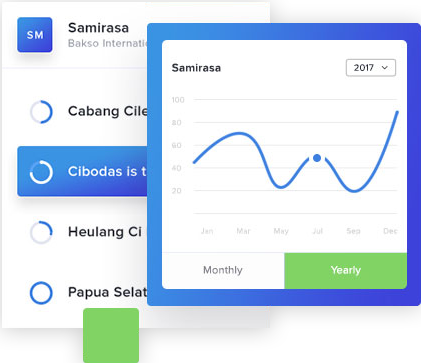 SM
Samirasa
Bakso Internatio
Cabang Cile
Cibodas is t
Heulang Ci
Papua Selat
Samirasa
2017
100
80
60
40
20
Jan
Mar
May
Jul
Sep
Dec
Monthly
Yearly